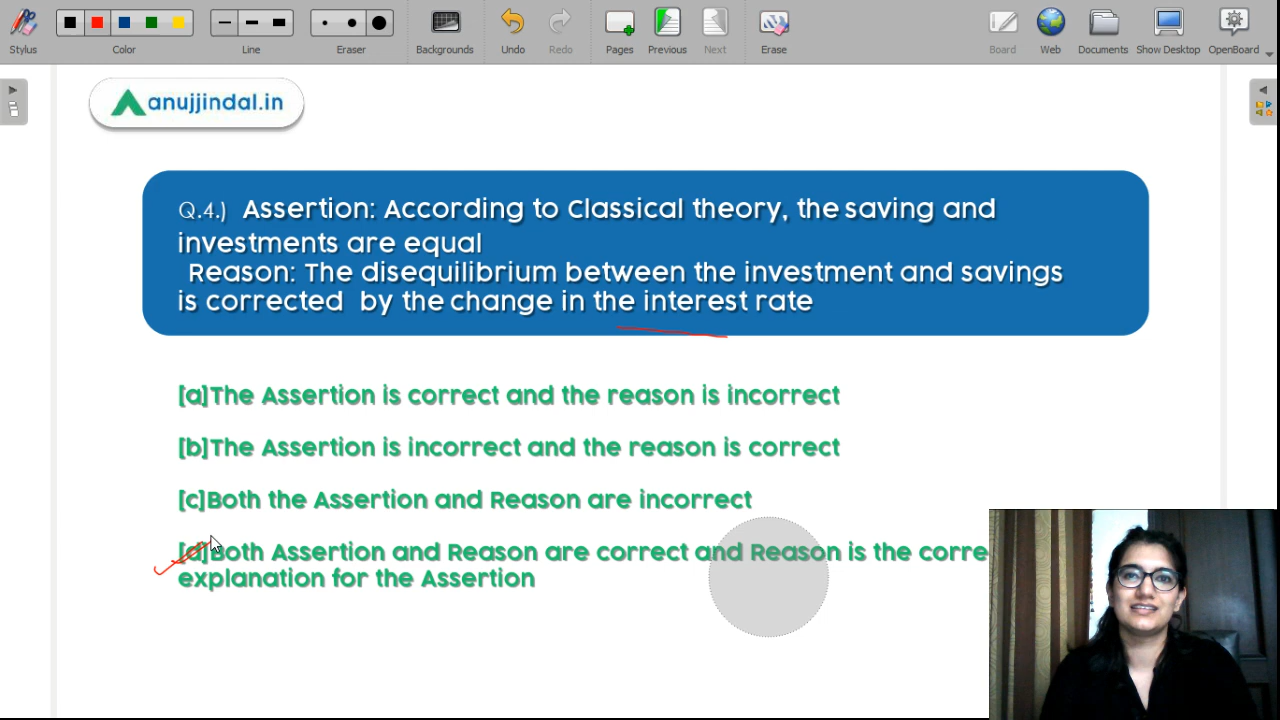 Stylus
Color
Line
Eraser
Backgrounds
Undo
Redo
Pages
Previous
Next
Erase
Board
Web
Documents
Show Desktop
OpenBoard
anujjindal.in
Q.4.) Assertion: According to Classical theory, the saving and
investments are equal
Reason: The disequilibrium between the investment and savings
is corrected by the change in the interest rate
[a]The Assertion is correct and the reason is incorrect
[b]The Assertion is incorrect and the reason is correct
[c]Both the Assertion and Reason are incorrect
[d]Both Assertion and Reason are correct and Reason is the corre
explanation for the Assertion